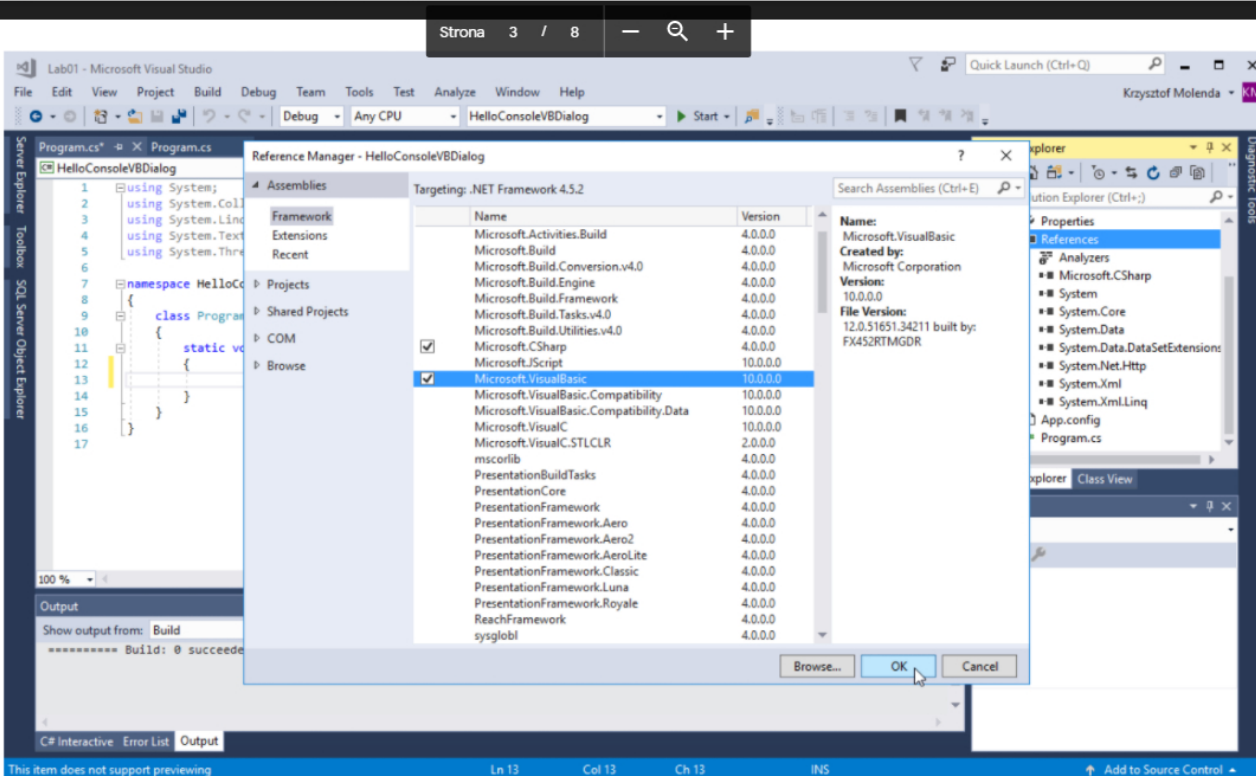 Strona 3 / 8
Lab01 - Microsoft Visual Studio
Quick Launch (Ctrl+Q)
File Edit View Project Build Debug Team Tools Test Analyze Window Help
Krzysztof Molenda
KM
Debug Any CPU HelloConsoleVBDialog Start
Server Explorer
Toolbox
SQL Server Object Explorer
Program.cs* Program.cs
HelloConsoleVBDialog
1 using System;
2 using System.Coll
3 using System.Linq
4 using System.Text
5 using System.Thre
6
7 namespace HelloCo
8 {
9 class Program
10 {
11 static vo
12 {
13
14 }
15 }
16 }
17
100 %
Output
Show output from: Build
========== Build: 0 succeede
C# Interactive Error List Output
Reference Manager - HelloConsoleVBDialog
? 
Assemblies
Framework
Extensions
Recent
Projects
Shared Projects
COM
Browse
Targeting: .NET Framework 4.5.2
Search Assemblies (Ctrl+E)
Name Version
Microsoft.Activities.Build 4.0.0.0
Microsoft.Build 4.0.0.0
Microsoft.Build.Conversion.v4.0 4.0.0.0
Microsoft.Build.Engine 4.0.0.0
Microsoft.Build.Framework 4.0.0.0
Microsoft.Build.Tasks.v4.0 4.0.0.0
Microsoft.Build.Utilities.v4.0 4.0.0.0
Microsoft.CSharp 4.0.0.0
Microsoft.JScript 10.0.0.0
Microsoft.VisualBasic 10.0.0.0
Microsoft.VisualBasic.Compatibility 10.0.0.0
Microsoft.VisualBasic.Compatibility.Data 10.0.0.0
Microsoft.VisualC 10.0.0.0
Microsoft.VisualC.STLCLR 2.0.0.0
mscorlib 4.0.0.0
PresentationBuildTasks 4.0.0.0
PresentationCore 4.0.0.0
PresentationFramework 4.0.0.0
PresentationFramework.Aero 4.0.0.0
PresentationFramework.Aero2 4.0.0.0
PresentationFramework.AeroLite 4.0.0.0
PresentationFramework.Classic 4.0.0.0
PresentationFramework.Luna 4.0.0.0
PresentationFramework.Royale 4.0.0.0
ReachFramework 4.0.0.0
sysglobl 4.0.0.0
Name:
Microsoft.VisualBasic
Created by:
Microsoft Corporation
Version:
10.0.0.0
File Version:
12.0.51651.34211 built by:
FX452RTMGDR
Browse... OK Cancel
xplorer
ution Explorer (Ctrl+;)
Properties
References
Analyzers
Microsoft.CSharp
System
System.Core
System.Data
System.Data.DataSetExtensions
System.Net.Http
System.Xml
System.Xml.Linq
App.config
Program.cs
xplorer Class View
Diagnostic Tools
This item does not support previewing Ln 13 Col 13 Ch 13 INS Add to Source Control